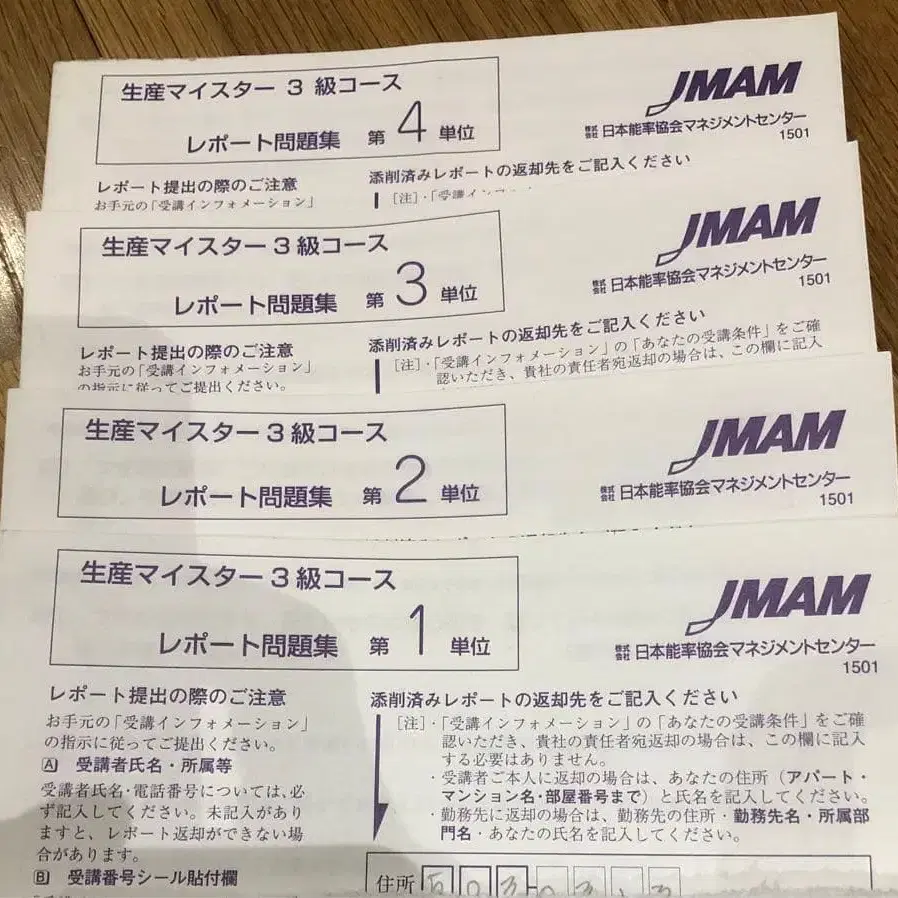 生産マイスター 3 級コース
レポート問題集 第 4 単位
JMAM
株式会社 日本能率協会マネジメントセンター
1501
レポート提出の際のご注意
お手元の「受講インフォメーション」
添削済みレポートの返却先をご記入ください
生産マイスター 3 級コース
レポート問題集 第 3 単位
JMAM
株式会社 日本能率協会マネジメントセンター
1501
レポート提出の際のご注意
お手元の「受講インフォメーション」
の指示に従ってご提出ください。
添削済みレポートの返却先をご記入ください
[注]・「受講インフォメーション」の「あなたの受講条件」をご確
認いただき、貴社の責任者宛返却の場合は、この欄に記入
生産マイスター 3 級コース
レポート問題集 第 2 単位
JMAM
株式会社 日本能率協会マネジメントセンター
1501
生産マイスター 3 級コース
レポート問題集 第 1 単位
JMAM
株式会社 日本能率協会マネジメントセンター
1501
レポート提出の際のご注意
お手元の「受講インフォメーション」
の指示に従ってご提出ください。
A 受講者氏名・所属等
受講者氏名・電話番号については、必
ず記入してください。未記入があり
ますと、レポート返却ができない場
合があります。
B 受講番号シール貼付欄
添削済みレポートの返却先をご記入ください
[注]・「受講インフォメーション」の「あなたの受講条件」をご確
認いただき、貴社の責任者宛返却の場合は、この欄に記入
する必要はありません。
・受講者ご本人に返却の場合は、あなたの住所(アパート・
マンション名・部屋番号まで)と氏名を記入してください。
・勤務先に返却の場合は、勤務先の住所・勤務先名・所属部
門名・あなたの氏名を記入してください。
住所